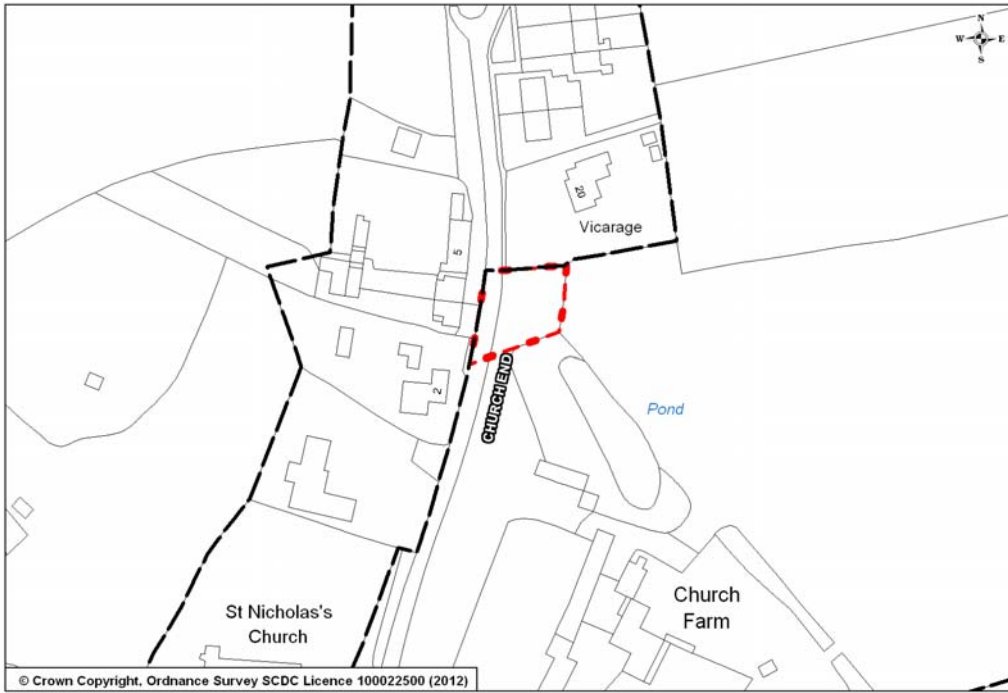 N
W E
S
20
Vicarage
5
2
CHURCH END
Pond
Church
Farm
St Nicholas's
Church
© Crown Copyright, Ordnance Survey SCDC Licence 100022500 (2012)